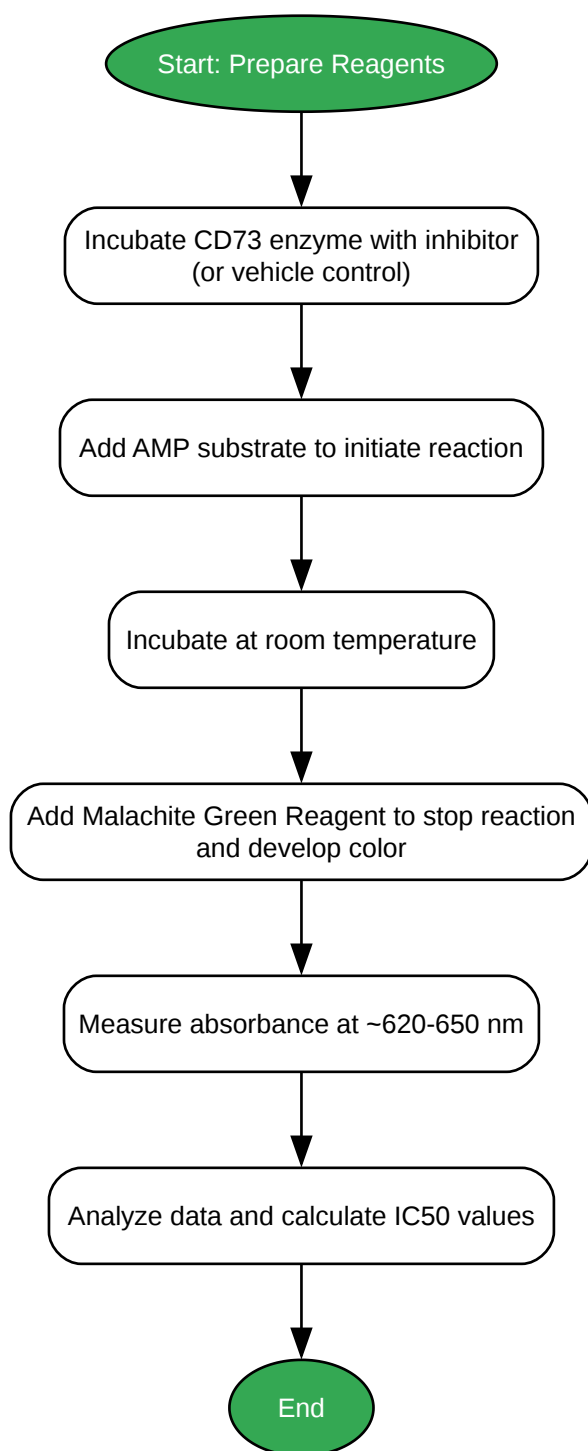 Start: Prepare Reagents
Incubate CD73 enzyme with inhibitor
(or vehicle control)
Add AMP substrate to initiate reaction
Incubate at room temperature
Add Malachite Green Reagent to stop reaction
and develop color
Measure absorbance at ~620-650 nm
Analyze data and calculate IC50 values
End